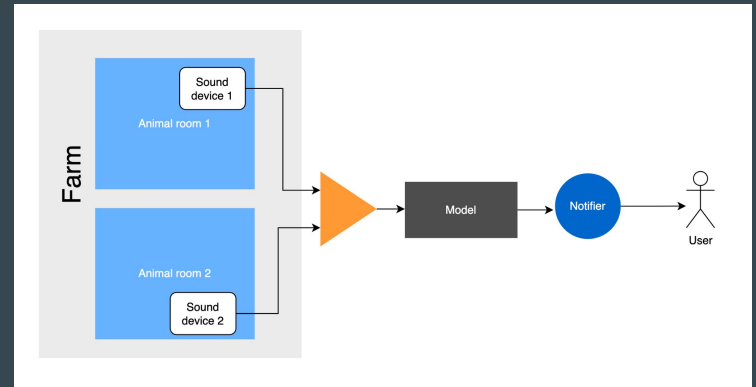 Farm
Sound
device 1
Animal room 1
Animal room 2
Sound
device 2
Model
Notifier
User